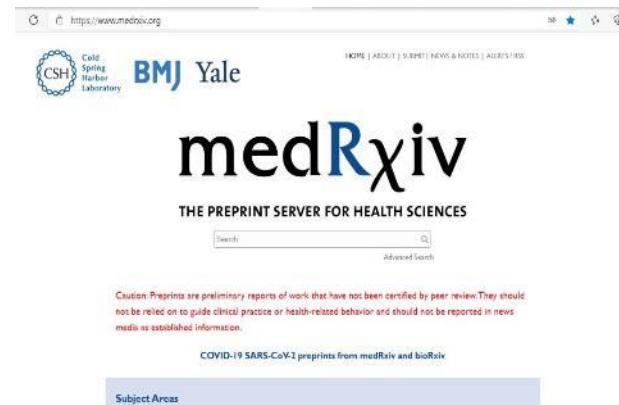 https://www.medrxiv.org
CSH
Cold
Spring
Harbor
Laboratory
BMJ Yale
HOME | ABOUT | SUBMIT | NEWS & NOTES | ALERTS / RSS
medRχiv
THE PREPRINT SERVER FOR HEALTH SCIENCES
Search
Advanced Search
Caution: Preprints are preliminary reports of work that have not been certified by peer review. They should
not be relied on to guide clinical practice or health-related behavior and should not be reported in news
media as established information.
COVID-19 SARS-CoV-2 preprints from medRxiv and bioRxiv
Subject Areas